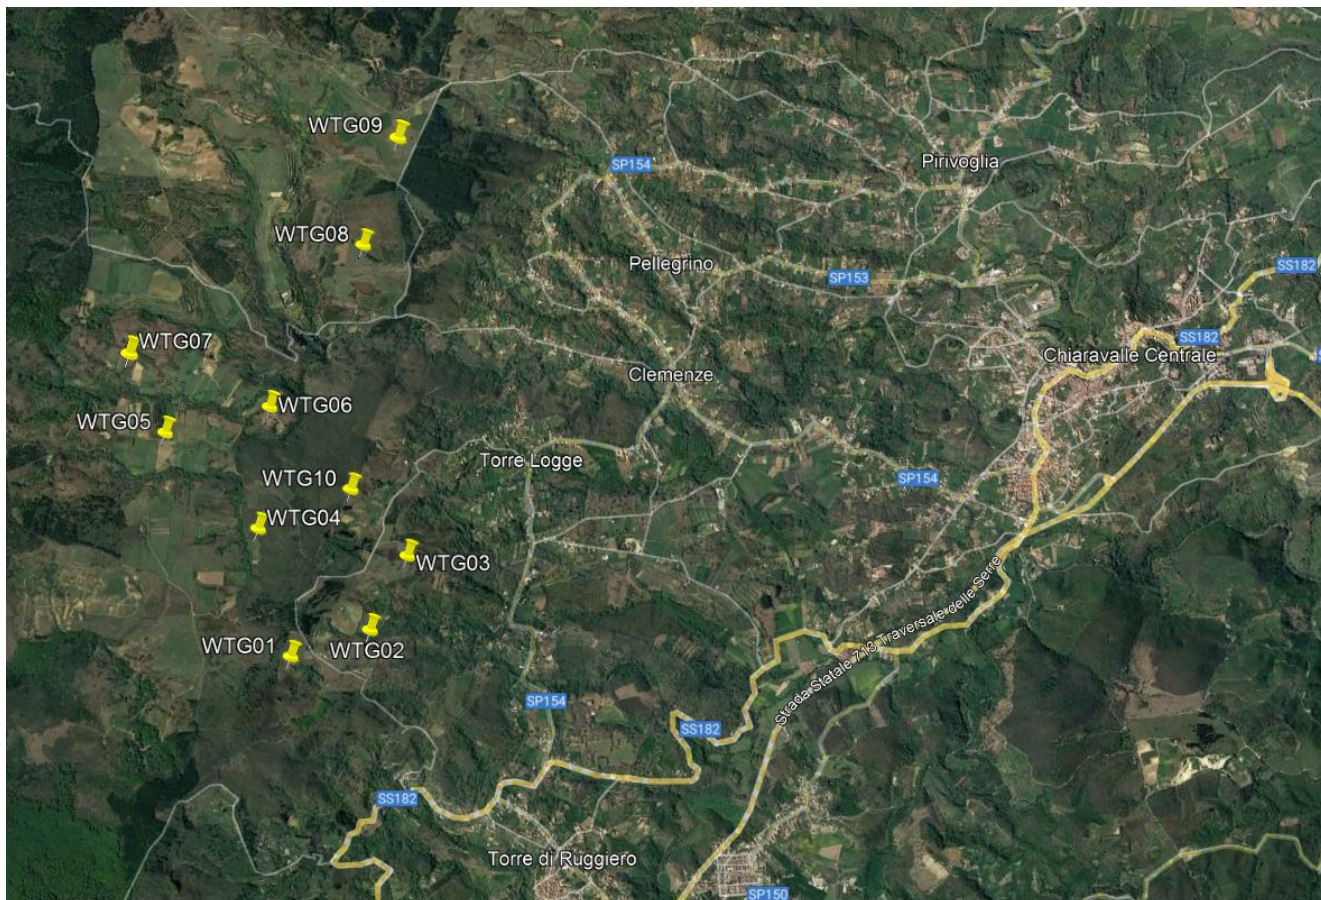 WTG09
SP154
Pirivoglia
WTG08
Pellegrino
SP153
SS182
WTG07
SS182
Chiaravalle Centrale
Clemenze
WTG06
WTG05
Torre Logge
WTG10
SP154
WTG04
WTG03
Strada Statale 713 Traversale delle Serre
WTG01
WTG02
SP154
SS182
SS182
Torre di Ruggiero
SP150